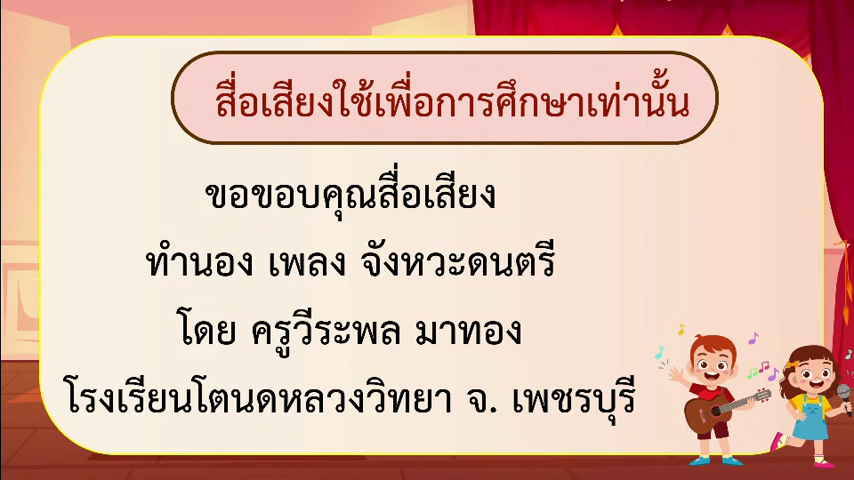 สื่อเสียงใช้เพื่อการศึกษาเท่านั้น
ขอขอบคุณสื่อเสียง
ทำนอง เพลง จังหวะดนตรี
โดย ครูวีระพล มาทอง
โรงเรียนโตนดหลวงวิทยา จ. เพชรบุรี